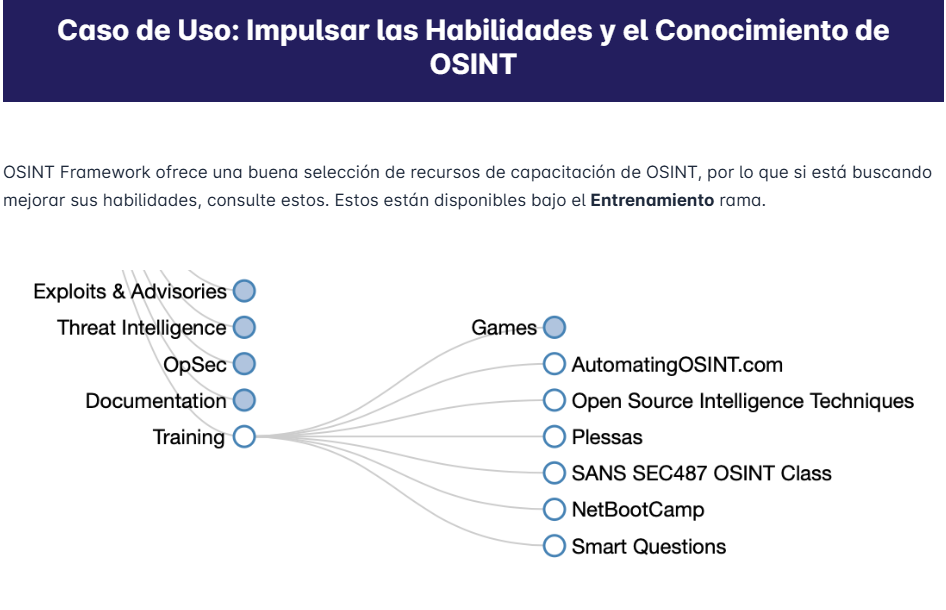 Caso de Uso: Impulsar las Habilidades y el Conocimiento de
OSINT
OSINT Framework ofrece una buena selección de recursos de capacitación de OSINT, por lo que si está buscando
mejorar sus habilidades, consulte estos. Estos están disponibles bajo el Entrenamiento rama.
Exploits & Advisories
Threat Intelligence
OpSec
Documentation
Training
Games
AutomatingOSINT.com
Open Source Intelligence Techniques
Plessas
SANS SEC487 OSINT Class
NetBootCamp
Smart Questions